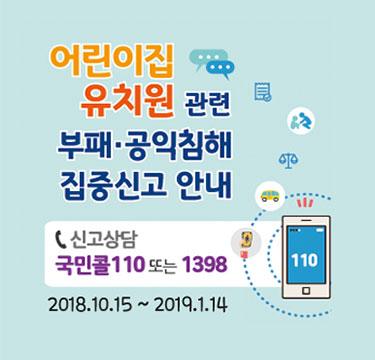 어린이집
유치원 관련
부패·공익침해
집중신고 안내
신고상담
국민콜110 또는 1398
110
2018.10.15 ~ 2019.1.14